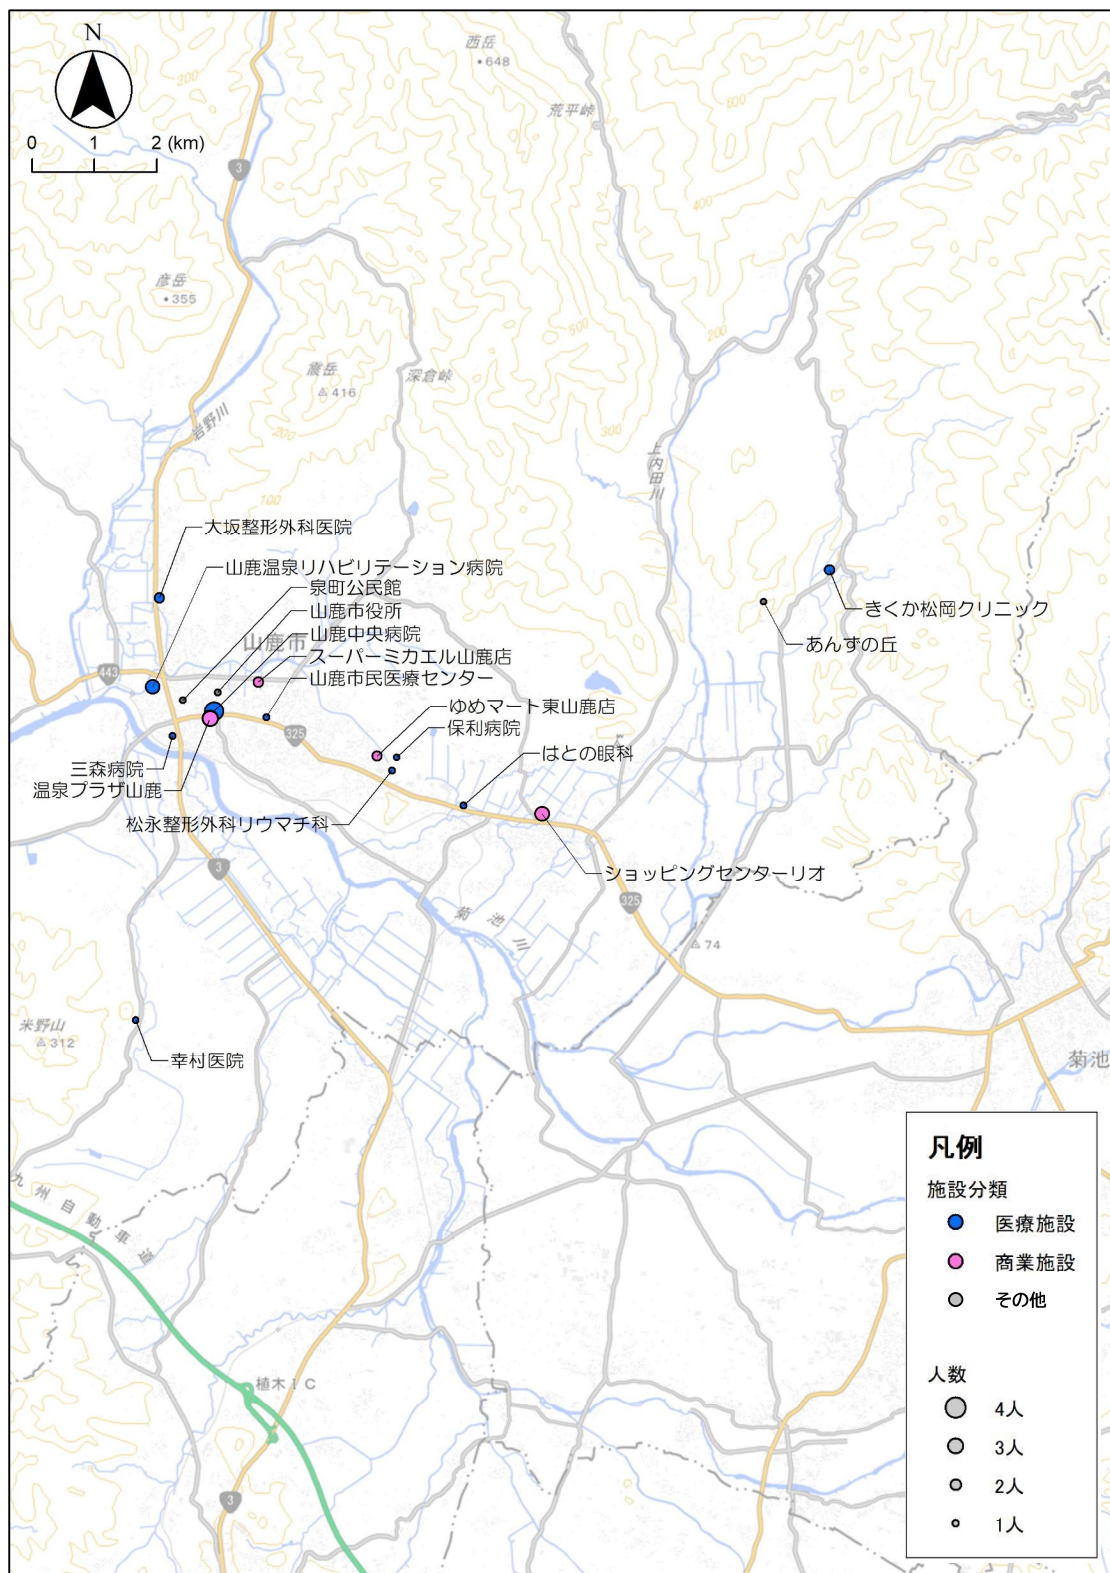 N
0 1 2 (km)
西岳
•648
荒平峠
200
600
3
400
彦岳
•355
500
200
震岳
416
深倉峠
300
200
岩野川
上内田川
100
大坂整形外科医院
山鹿温泉リハビリテーション病院
泉町公民館
山鹿市役所
山鹿中央病院
山鹿市
スーパーミカエル山鹿店
山鹿市民医療センター
きくか松岡クリニック
あんずの丘
443
ゆめマート東山鹿店
保利病院
325
はとの眼科
三森病院
温泉プラザ山鹿
松永整形外科リウマチ科
ショッピングセンターリオ
3
325
菊池川
74
米野山
312
幸村医院
菊池
九州自動車道
植木IC
3
凡例
施設分類
医療施設
商業施設
その他
人数
4人
3人
2人
1人